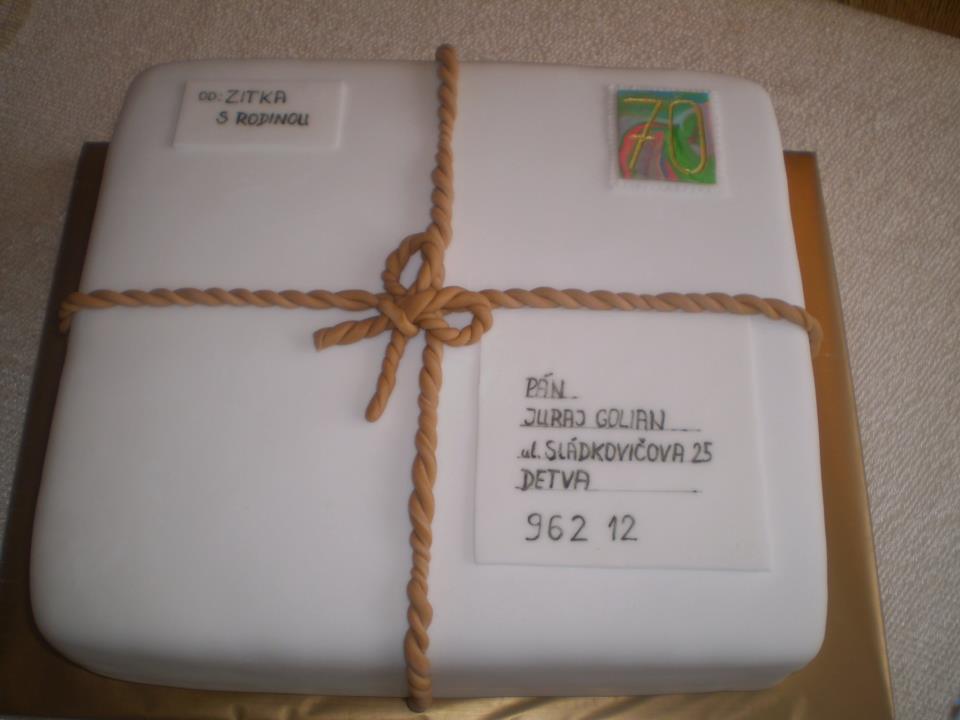 OD: ZITKA
S RODINOU
70
PÁN
JURAJ GOLIAN
ul. SLÁDKOVIČOVA 25
DETVA
962 12